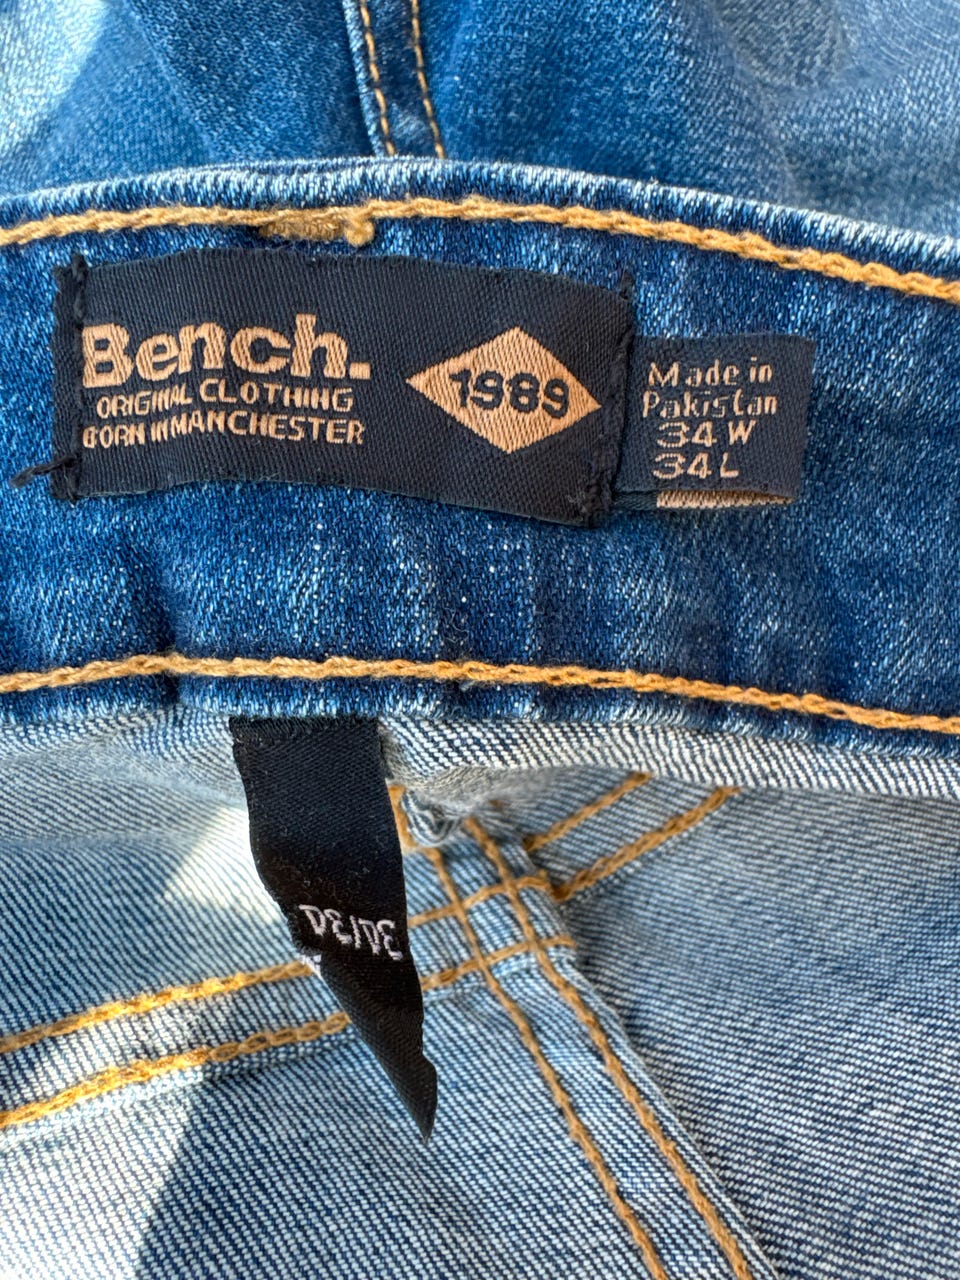 Bench.
ORIGINAL CLOTHING
BORN IN MANCHESTER
1989
Made in
Pakistan
34 W
34 L
34/34